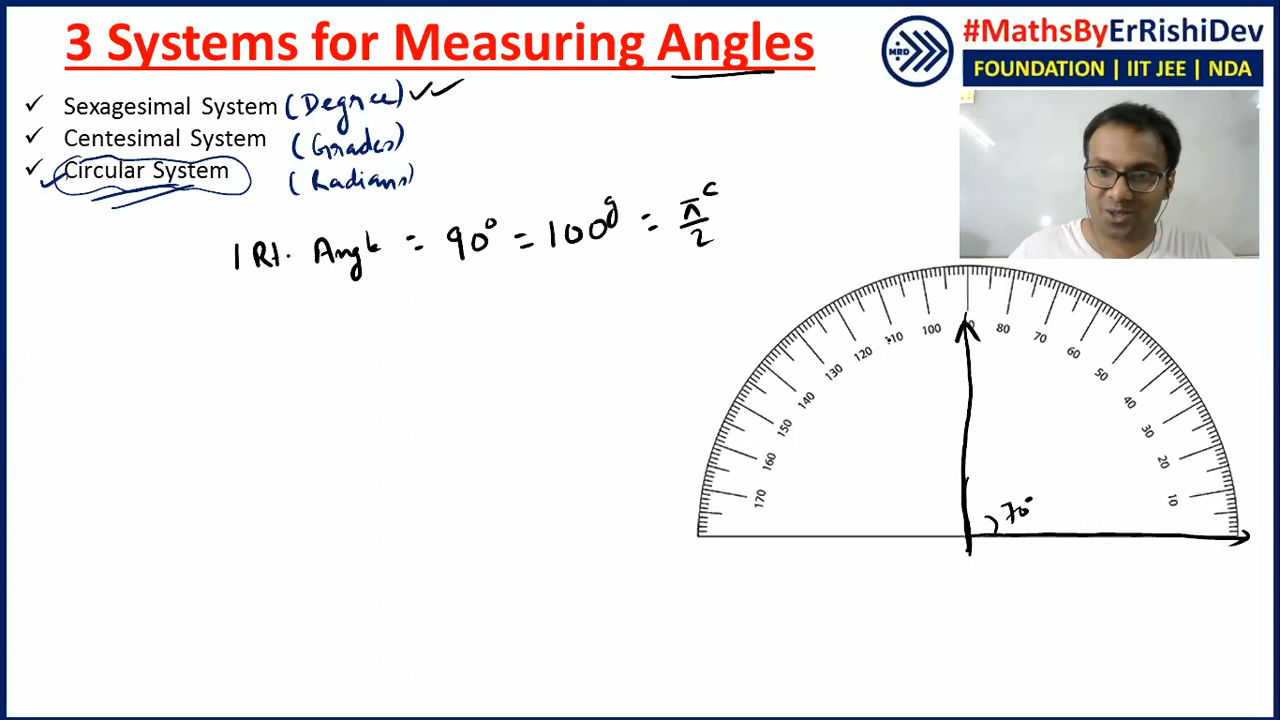 3 Systems for Measuring Angles
#MathsByErRishiDev
MRD
FOUNDATION | IIT JEE | NDA
✓ Sexagesimal System (Degree) ✓✓
✓ Centesimal System (Grades)
✓ Circular System (Radians)
1 Rt. Angle = 90° = 100^g = π/2^c
170 160 150 140 130 120 110 100 80 70 60 50 40 30 20 10
70°